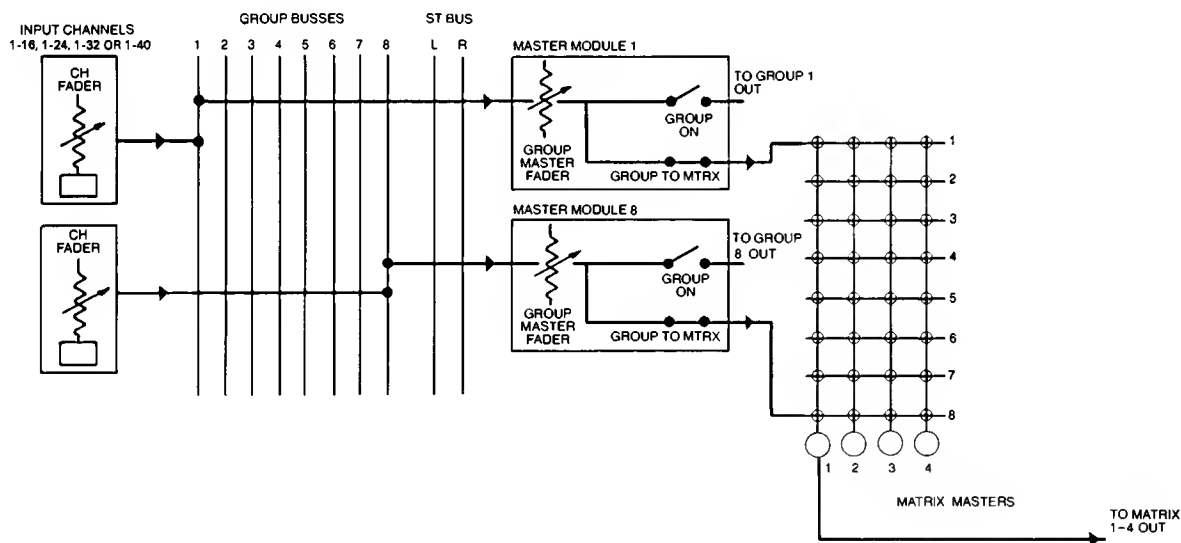 INPUT CHANNELS
1-16, 1-24, 1-32 OR 1-40
GROUP BUSSES
1 2 3 4 5 6 7 8
ST BUS
L R
CH
FADER
CH
FADER
MASTER MODULE 1
GROUP
MASTER
FADER
GROUP
ON
GROUP TO MTRX
TO GROUP 1
OUT
MASTER MODULE 8
GROUP
MASTER
FADER
GROUP
ON
GROUP TO MTRX
TO GROUP
8 OUT
1
2
3
4
5
6
7
8
1 2 3 4
MATRIX MASTERS
TO MATRIX
1-4 OUT